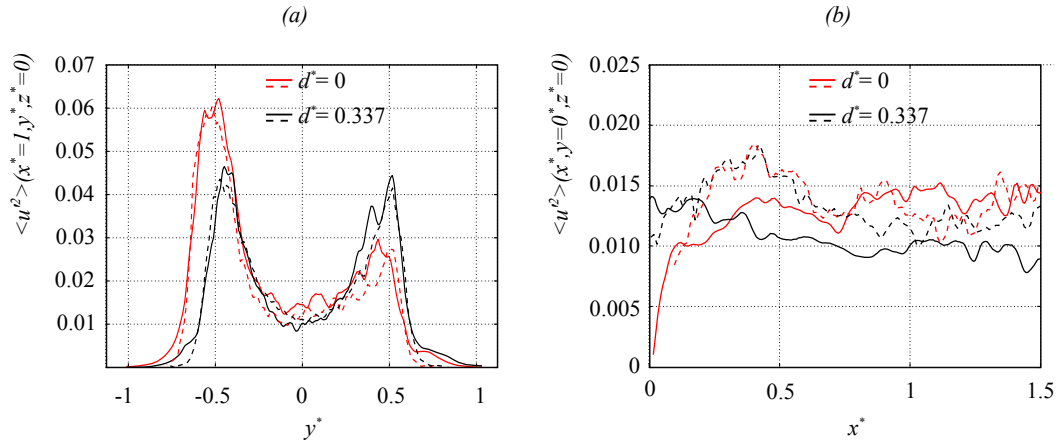 (a)
<u'²>(x*=1,y*,z*=0)
0.07
0.06
0.05
0.04
0.03
0.02
0.01
-1
-0.5
0
0.5
1
y*
d*= 0
d*= 0.337
(b)
<u'²>(x*,y=0*,z*=0)
0.025
0.020
0.015
0.010
0.005
0
0
0.5
1
1.5
x*
d*= 0
d*= 0.337